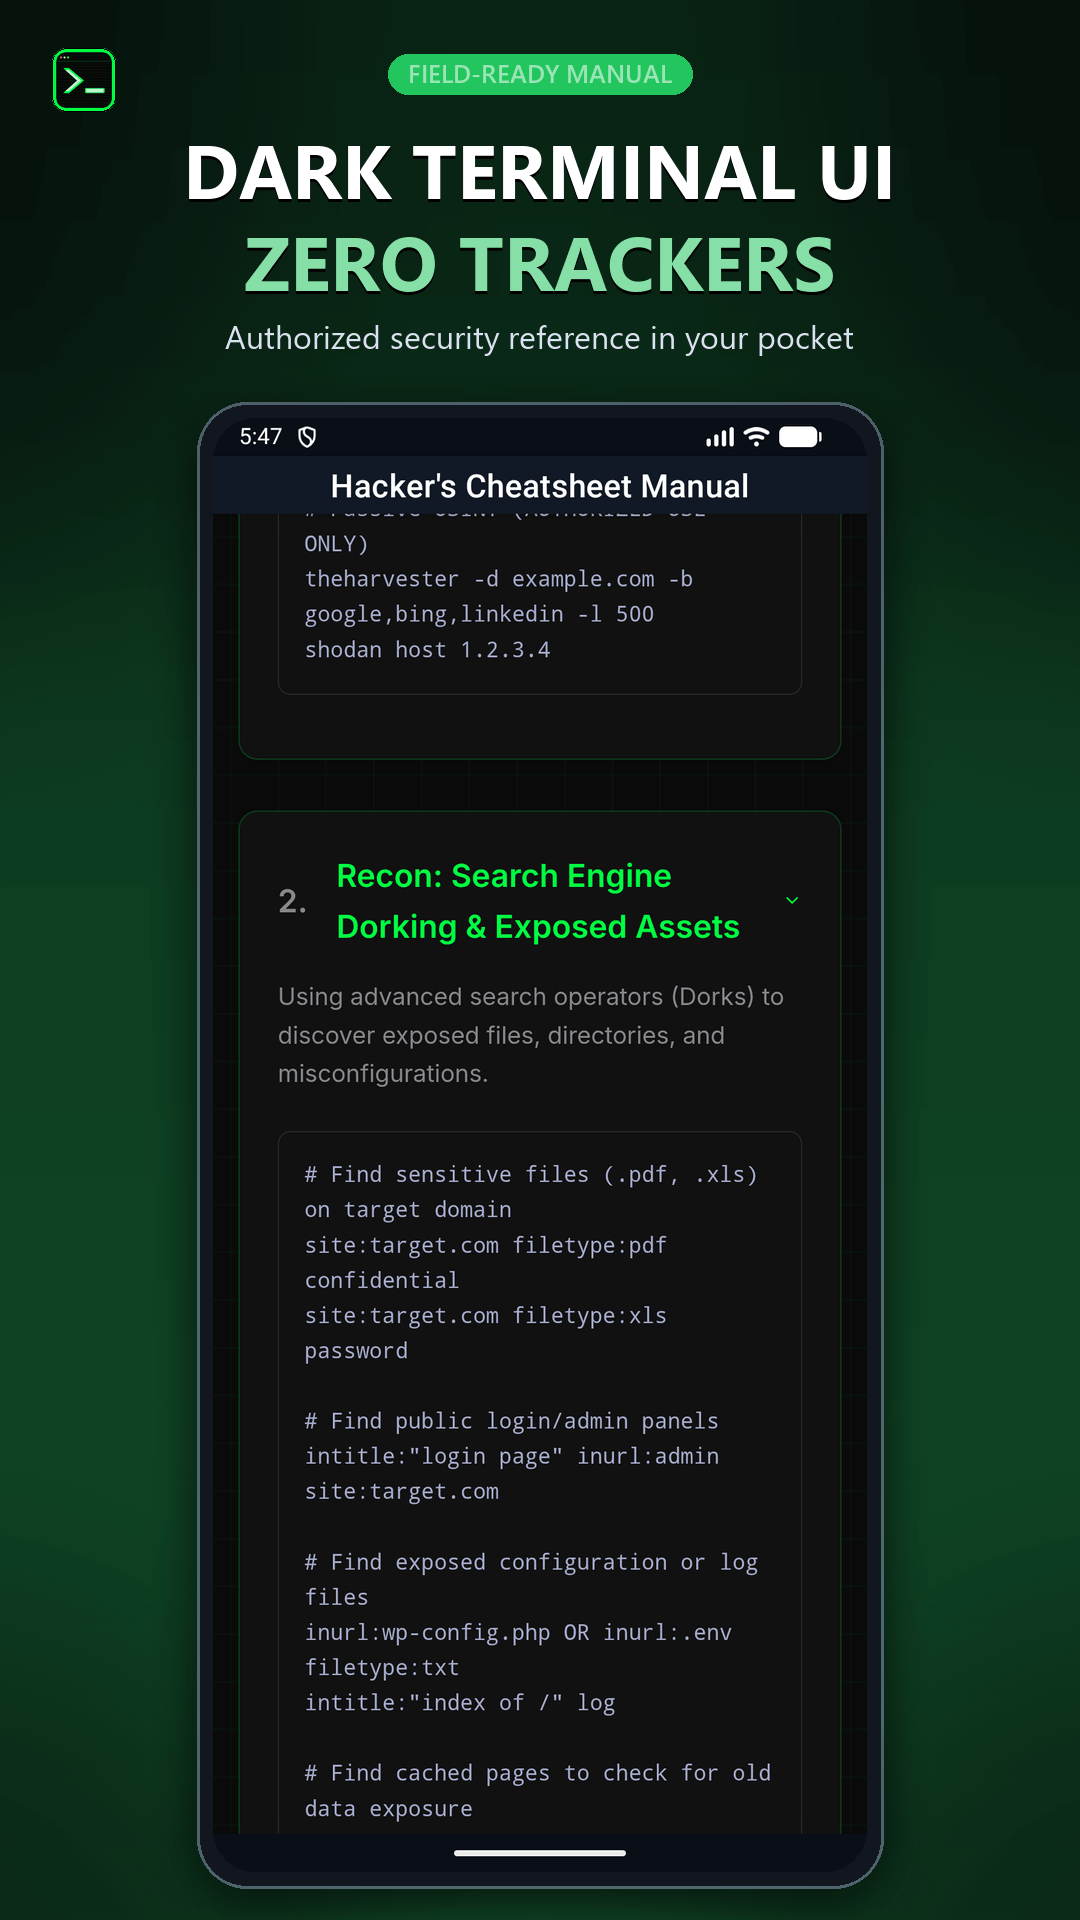 FIELD-READY MANUAL
DARK TERMINAL UI
ZERO TRACKERS
Authorized security reference in your pocket
5:47
Hacker's Cheatsheet Manual
# Passive OSINT (AUTHORIZED USE
ONLY)
theharvester -d example.com -b
google,bing,linkedin -l 500
shodan host 1.2.3.4
2.
Recon: Search Engine
Dorking & Exposed Assets
Using advanced search operators (Dorks) to
discover exposed files, directories, and
misconfigurations.
# Find sensitive files (.pdf, .xls)
on target domain
site:target.com filetype:pdf
confidential
site:target.com filetype:xls
password
# Find public login/admin panels
intitle:"login page" inurl:admin
site:target.com
# Find exposed configuration or log
files
inurl:wp-config.php OR inurl:.env
filetype:txt
intitle:"index of /" log
# Find cached pages to check for old
data exposure